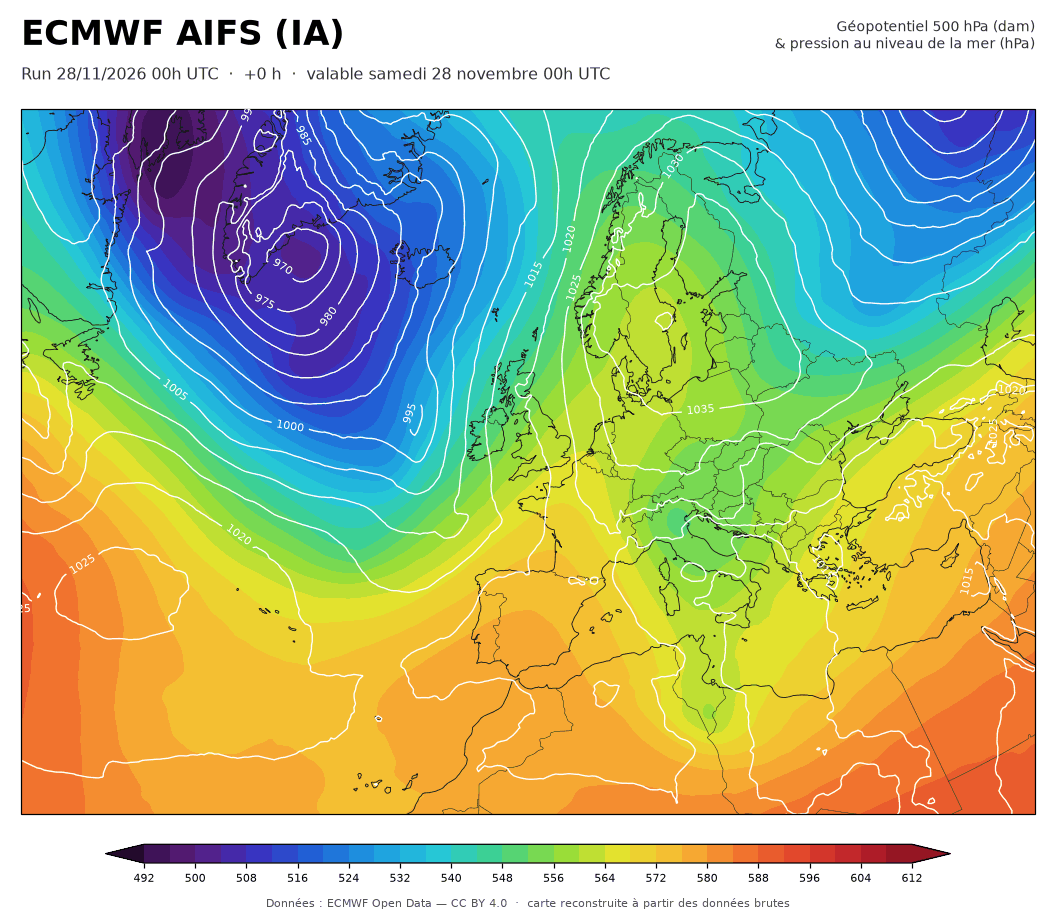 ECMWF AIFS (IA)
Géopotentiel 500 hPa (dam)
& pression au niveau de la mer (hPa)
Run 28/11/2026 00h UTC · +0 h · valable samedi 28 novembre 00h UTC
985
1030
1020
1015
970
1025
975
980
1005
995
1035
1000
1020
1025
1015
492 500 508 516 524 532 540 548 556 564 572 580 588 596 604 612
Données : ECMWF Open Data — CC BY 4.0 · carte reconstruite à partir des données brutes